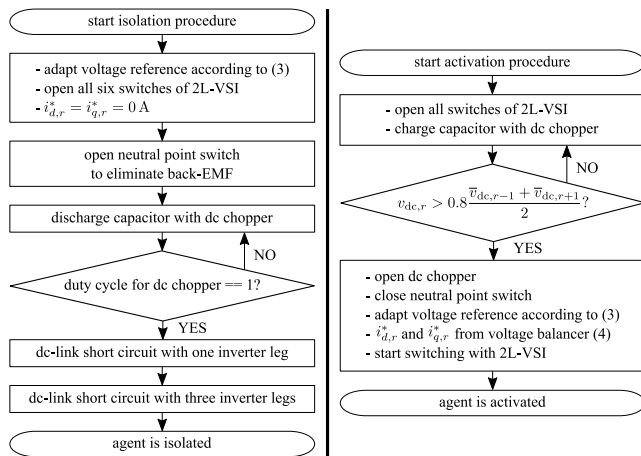 start isolation procedure
- adapt voltage reference according to (3)
- open all six switches of 2L-VSI
- i*_{d,r} = i*_{q,r} = 0 A
open neutral point switch
to eliminate back-EMF
discharge capacitor with dc chopper
NO
duty cycle for dc chopper == 1?
YES
dc-link short circuit with one inverter leg
dc-link short circuit with three inverter legs
agent is isolated
start activation procedure
- open all switches of 2L-VSI
- charge capacitor with dc chopper
NO
v_{dc,r} > 0.8 (v̅_{dc,r−1} + v̅_{dc,r+1})/2?
YES
- open dc chopper
- close neutral point switch
- adapt voltage reference according to (3)
- i*_{d,r} and i*_{q,r} from voltage balancer (4)
- start switching with 2L-VSI
agent is activated